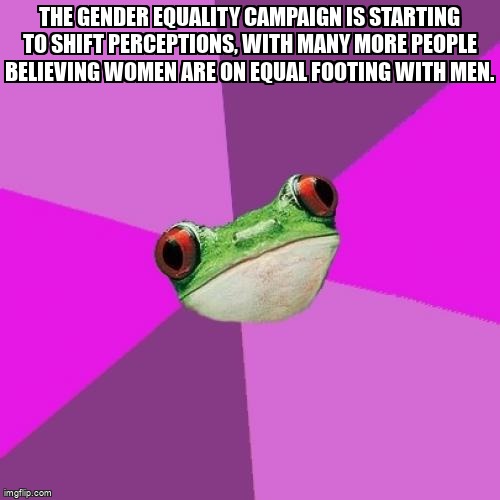 THE GENDER EQUALITY CAMPAIGN IS STARTING
TO SHIFT PERCEPTIONS, WITH MANY MORE PEOPLE
BELIEVING WOMEN ARE ON EQUAL FOOTING WITH MEN.
imgflip.com